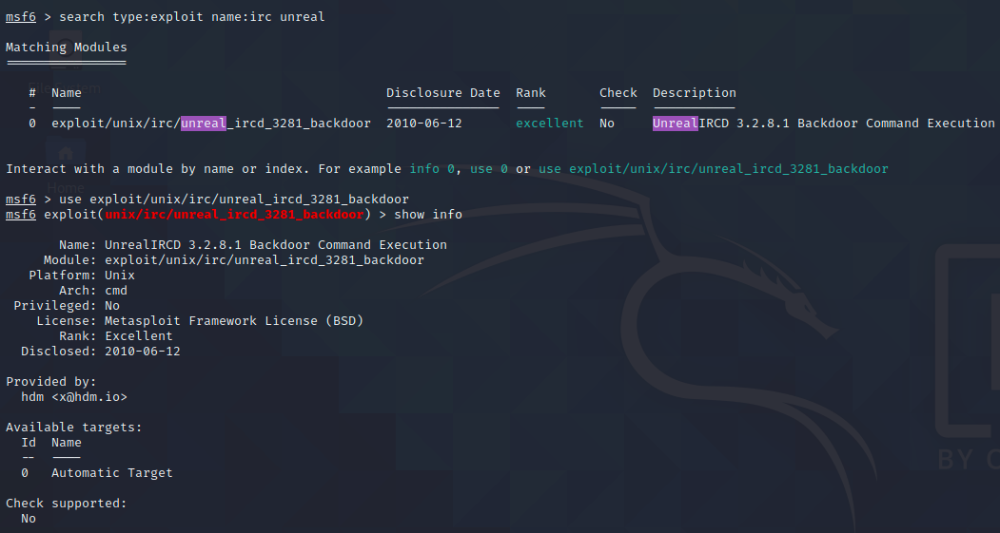 msf6 > search type:exploit name:irc unreal
Matching Modules
================
#  Name                                        Disclosure Date  Rank       Check  Description
-  ----                                        ---------------  ----       -----  -----------
0  exploit/unix/irc/unreal_ircd_3281_backdoor  2010-06-12       excellent  No     UnrealIRCD 3.2.8.1 Backdoor Command Execution
Interact with a module by name or index. For example info 0, use 0 or use exploit/unix/irc/unreal_ircd_3281_backdoor
Home
msf6 > use exploit/unix/irc/unreal_ircd_3281_backdoor
msf6 exploit(unix/irc/unreal_ircd_3281_backdoor) > show info
Name: UnrealIRCD 3.2.8.1 Backdoor Command Execution
Module: exploit/unix/irc/unreal_ircd_3281_backdoor
Platform: Unix
Arch: cmd
Privileged: No
License: Metasploit Framework License (BSD)
Rank: Excellent
Disclosed: 2010-06-12
Provided by:
hdm <x@hdm.io>
Available targets:
Id  Name
--  ----
0   Automatic Target
BY
Check supported:
No